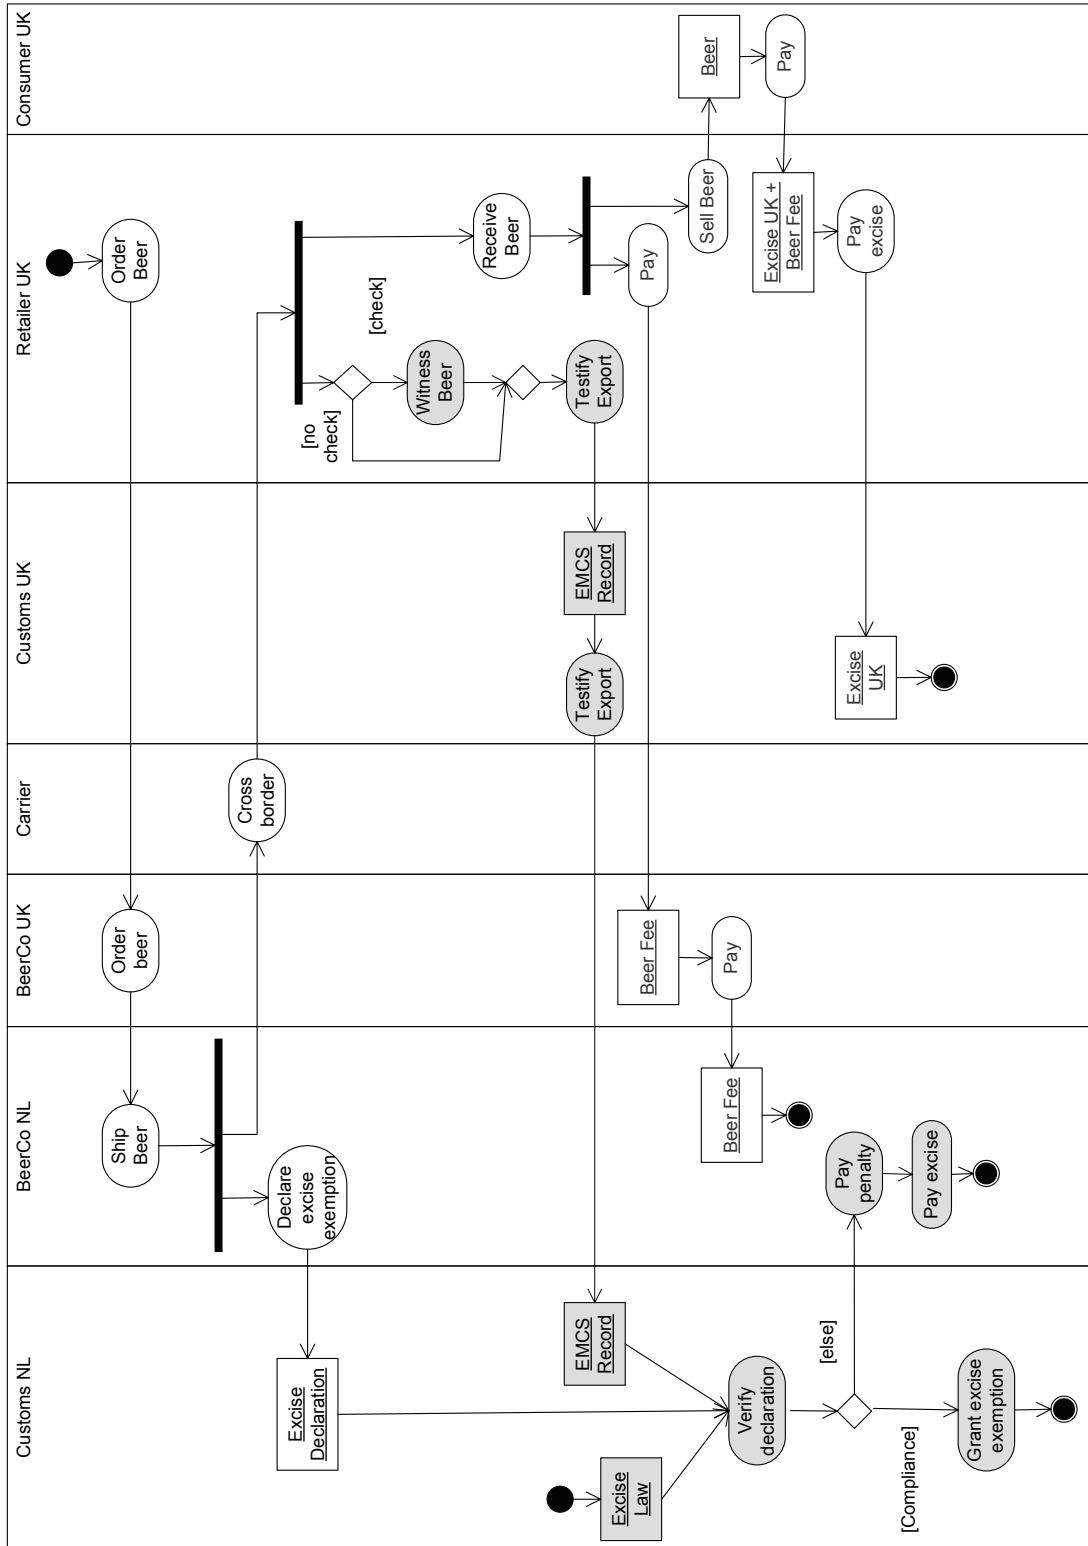 Customs NL
BeerCo NL
BeerCo UK
Carrier
Customs UK
Retailer UK
Consumer UK
Order
Beer
Order
beer
Ship
Beer
Cross
border
Declare
excise
exemption
Excise
Declaration
[no
check]
[check]
Witness
Beer
Receive
Beer
Testify
Export
EMCS
Record
Testify
Export
EMCS
Record
Excise
Law
Pay
Sell Beer
Beer
Pay
Beer Fee
Pay
Beer Fee
Verify
declaration
Excise UK +
Beer Fee
Pay
excise
Excise
UK
[else]
Pay
penalty
Pay excise
[Compliance]
Grant excise
exemption